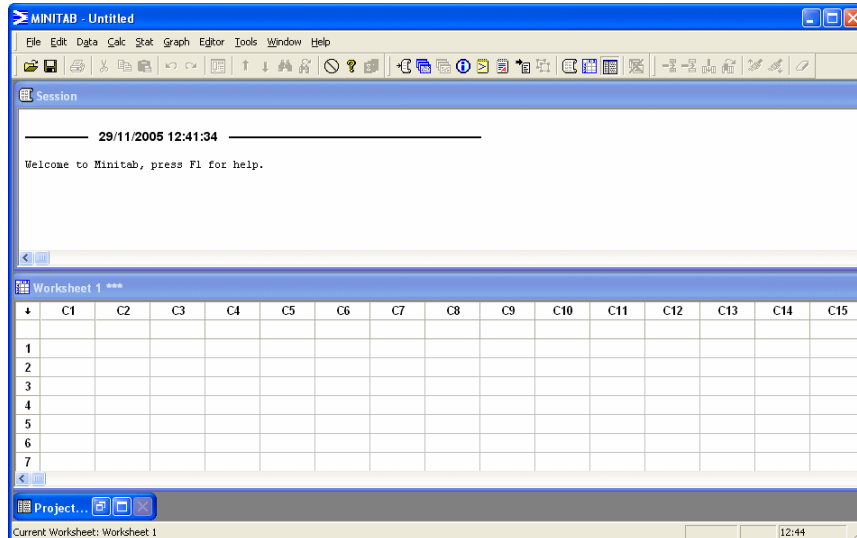 MINITAB - Untitled
File Edit Data Calc Stat Graph Editor Tools Window Help
Session
29/11/2005 12:41:34
Welcome to Minitab, press F1 for help.
Worksheet 1 ***
↓ C1 C2 C3 C4 C5 C6 C7 C8 C9 C10 C11 C12 C13 C14 C15
1
2
3
4
5
6
7
Project...
Current Worksheet: Worksheet 1 12:44